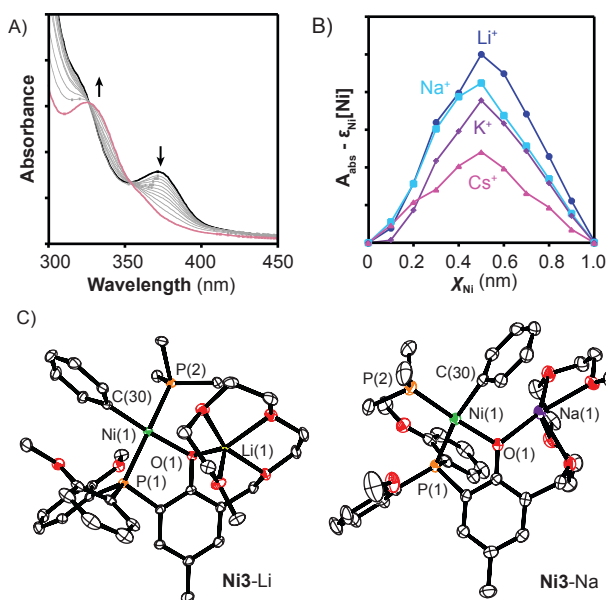 A)
Absorbance
300 350 400 450
Wavelength (nm)
B)
A_abs - ε_Ni[Ni]
Li⁺
Na⁺
K⁺
Cs⁺
0 0.2 0.4 0.6 0.8 1.0
χ_Ni (nm)
C)
P(2)
C(30)
Ni(1)
Li(1)
O(1)
P(1)
Ni3-Li
C(30)
P(2)
Ni(1)
Na(1)
O(1)
P(1)
Ni3-Na